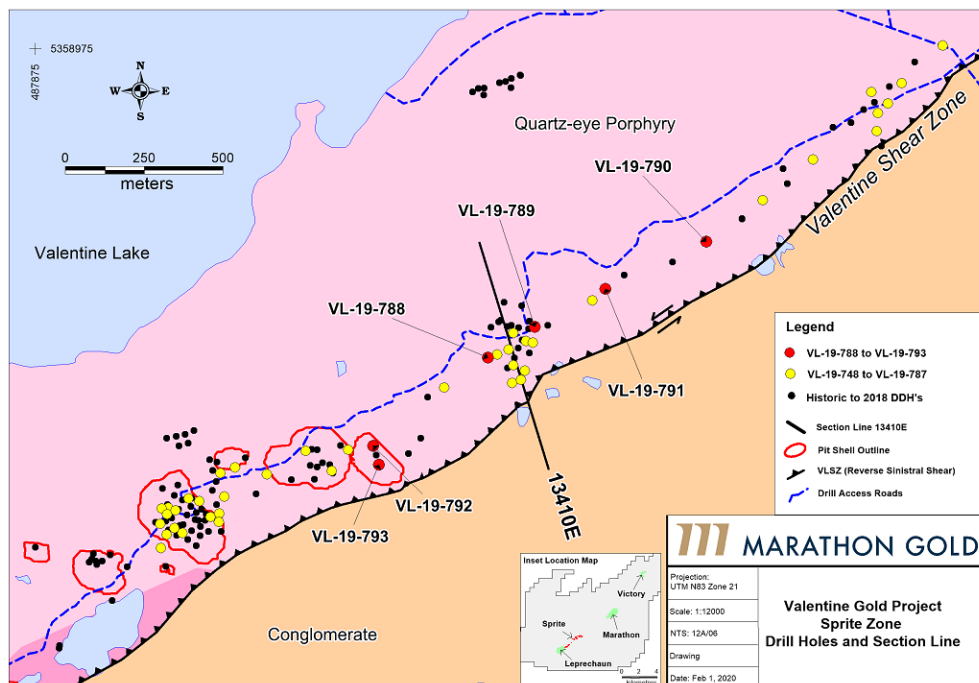 5358975
487875
N
W
E
S
0
250
500
meters
Quartz-eye Porphyry
VL-19-790
VL-19-789
Valentine Shear Zone
Valentine Lake
VL-19-788
VL-19-791
Legend
VL-19-788 to VL-19-793
VL-19-748 to VL-19-787
Historic to 2018 DDH's
Section Line 13410E
Pit Shell Outline
VLSZ (Reverse Sinistral Shear)
Drill Access Roads
13410E
VL-19-792
VL-19-793
Conglomerate
Inset Location Map
Victory
Sprite
Marathon
Leprechaun
0 2 4
kilometres
MARATHON GOLD
Projection:
UTM N83 Zone 21
Scale: 1:12000
NTS: 12A/06
Drawing
Date: Feb 1, 2020
Valentine Gold Project
Sprite Zone
Drill Holes and Section Line